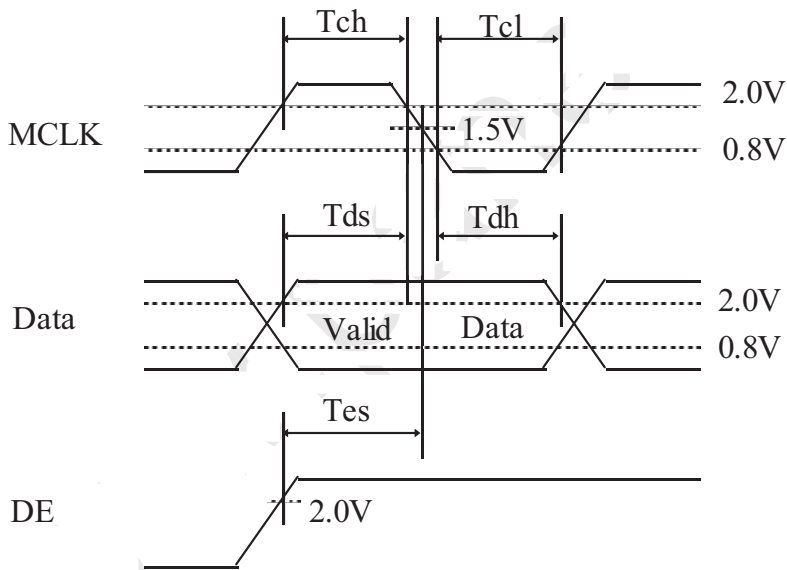 Tch Tcl
2.0V
MCLK 1.5V
0.8V
Tds Tdh
2.0V
Data Valid Data
0.8V
Tes
DE 2.0V